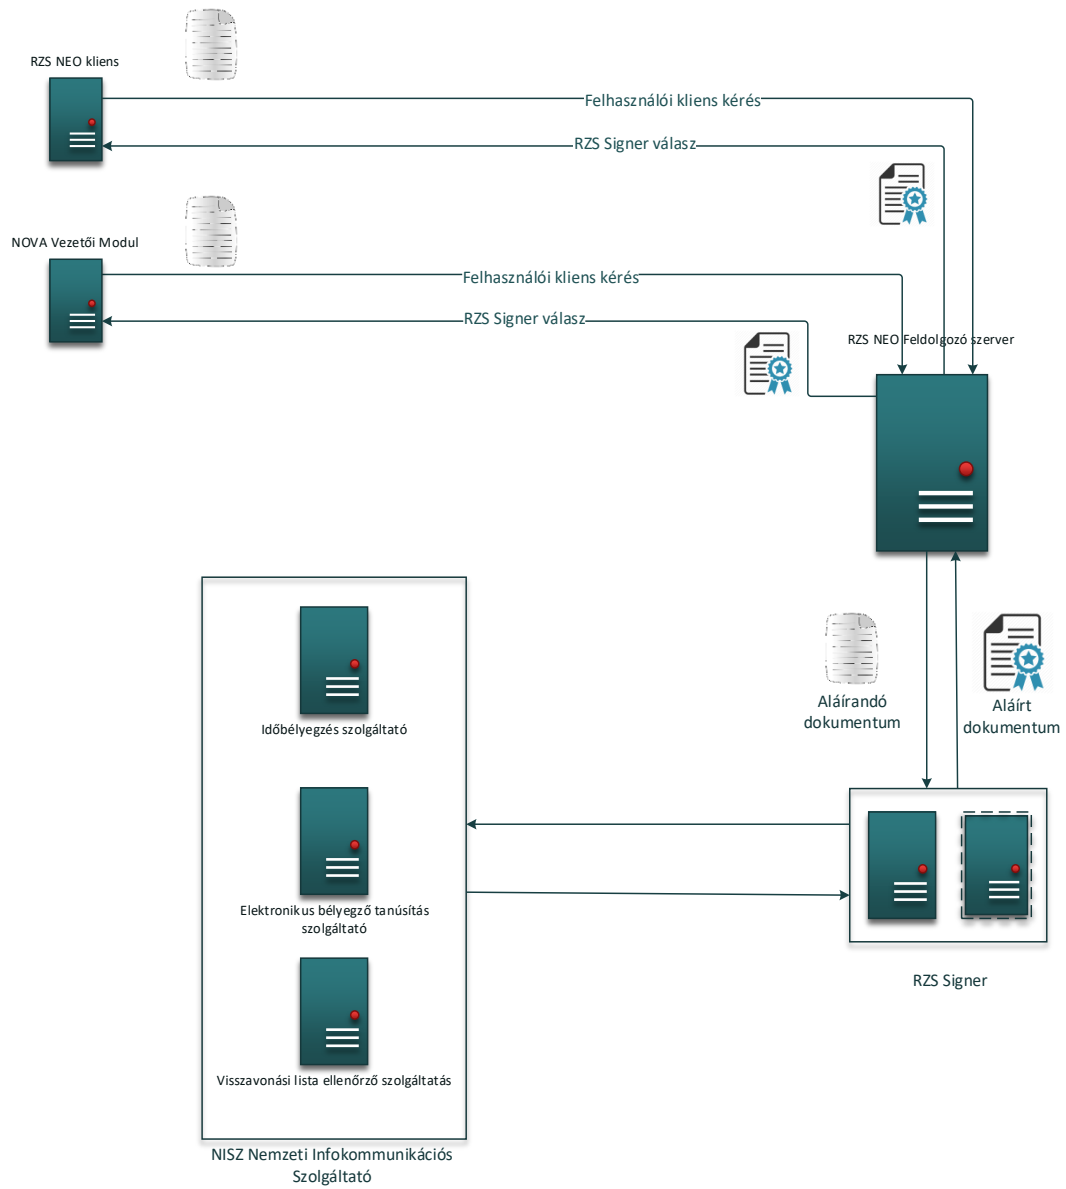 RZS NEO kliens
Felhasználói kliens kérés
RZS Signer válasz
NOVA Vezetői Modul
Felhasználói kliens kérés
RZS Signer válasz
RZS NEO Feldolgozó szerver
Aláírandó
dokumentum
Aláírt
dokumentum
Időbélyegzés szolgáltató
Elektronikus bélyegző tanúsítás
szolgáltató
Visszavonási lista ellenőrző szolgáltatás
RZS Signer
NISZ Nemzeti Infokommunikációs
Szolgáltató